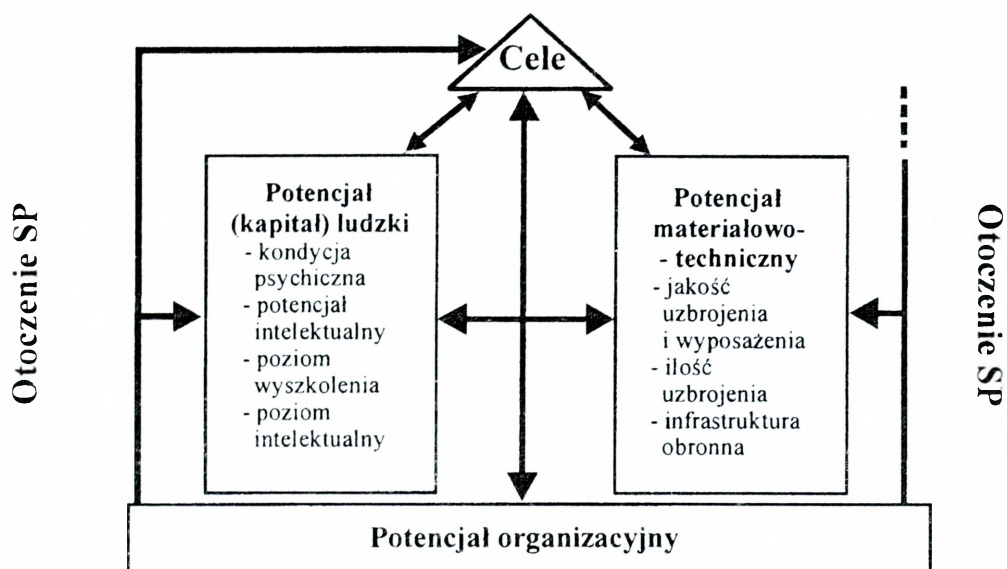 Cele
Otoczenie SP
Potencjał
(kapitał) ludzki
- kondycja
psychiczna
- potencjał
intelektualny
- poziom
wyszkolenia
- poziom
intelektualny
Potencjał
materiałowo-
- techniczny
- jakość
uzbrojenia
i wyposażenia
- ilość
uzbrojenia
- infrastruktura
obronna
Otoczenie SP
Potencjał organizacyjny